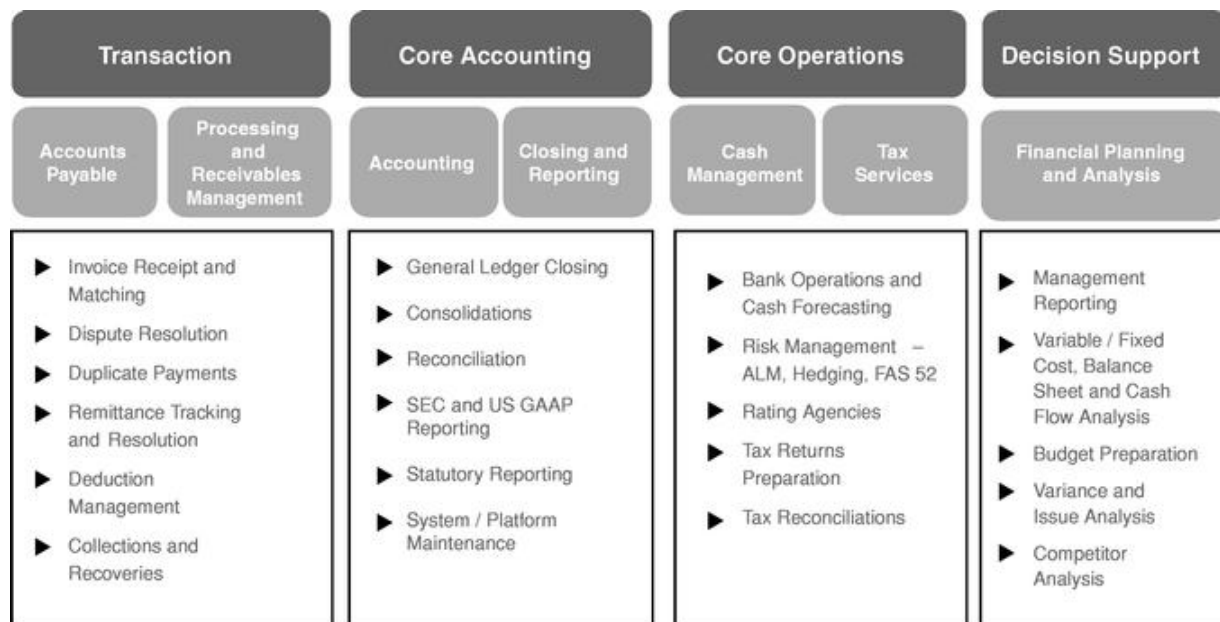 Transaction
Core Accounting
Core Operations
Decision Support
Accounts
Payable
Processing
and
Receivables
Management
Accounting
Closing and
Reporting
Cash
Management
Tax
Services
Financial Planning
and Analysis
Invoice Receipt and
Matching
Dispute Resolution
Duplicate Payments
Remittance Tracking
and Resolution
Deduction
Management
Collections and
Recoveries
General Ledger Closing
Consolidations
Reconciliation
SEC and US GAAP
Reporting
Statutory Reporting
System / Platform
Maintenance
Bank Operations and
Cash Forecasting
Risk Management –
ALM, Hedging, FAS 52
Rating Agencies
Tax Returns
Preparation
Tax Reconciliations
Management
Reporting
Variable / Fixed
Cost, Balance
Sheet and Cash
Flow Analysis
Budget Preparation
Variance and
Issue Analysis
Competitor
Analysis